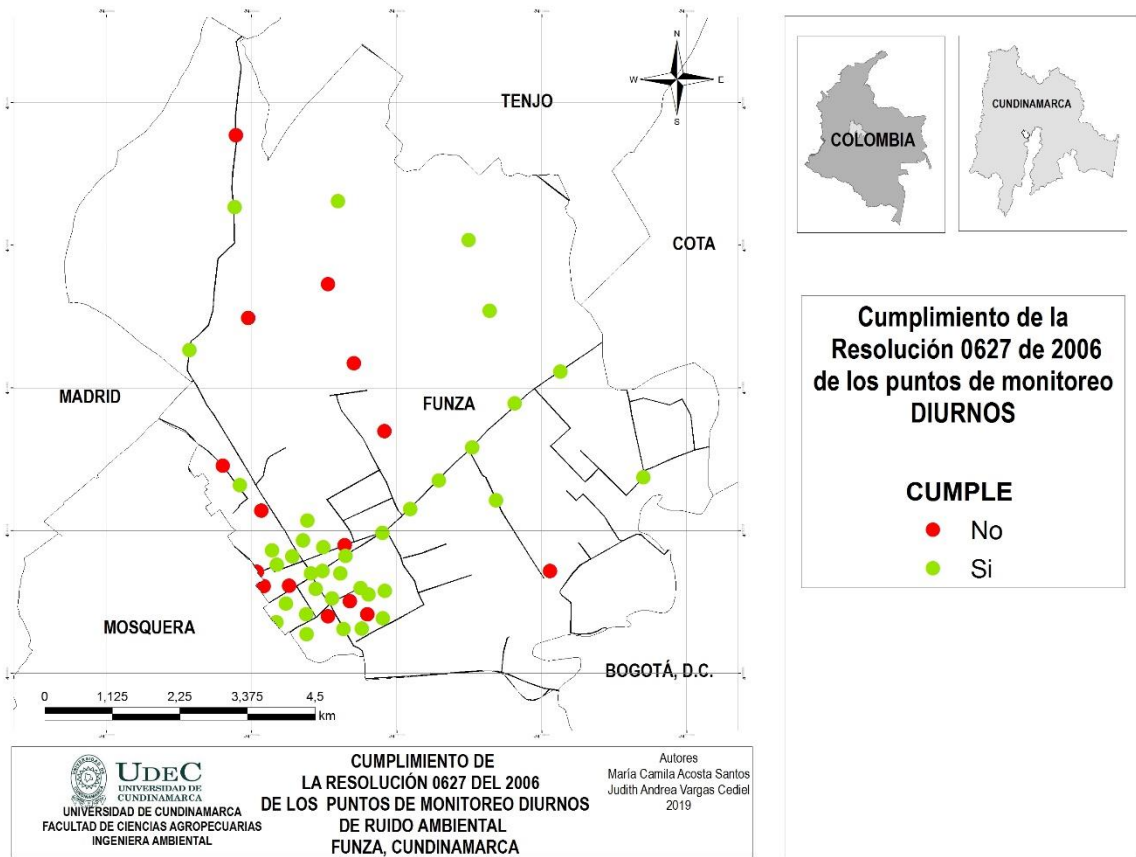 N
W
E
S
TENJO
COTA
MADRID
FUNZA
MOSQUERA
BOGOTÁ, D.C.
0 1,125 2,25 3,375 4,5
km
COLOMBIA
CUNDINAMARCA
Cumplimiento de la
Resolución 0627 de 2006
de los puntos de monitoreo
DIURNOS
CUMPLE
No
Si
UDEC
UNIVERSIDAD DE
CUNDINAMARCA
UNIVERSIDAD DE CUNDINAMARCA
FACULTAD DE CIENCIAS AGROPECUARIAS
INGENIERA AMBIENTAL
CUMPLIMIENTO DE
LA RESOLUCIÓN 0627 DEL 2006
DE LOS PUNTOS DE MONITOREO DIURNOS
DE RUIDO AMBIENTAL
FUNZA, CUNDINAMARCA
Autores
María Camila Acosta Santos
Judith Andrea Vargas Cediel
2019